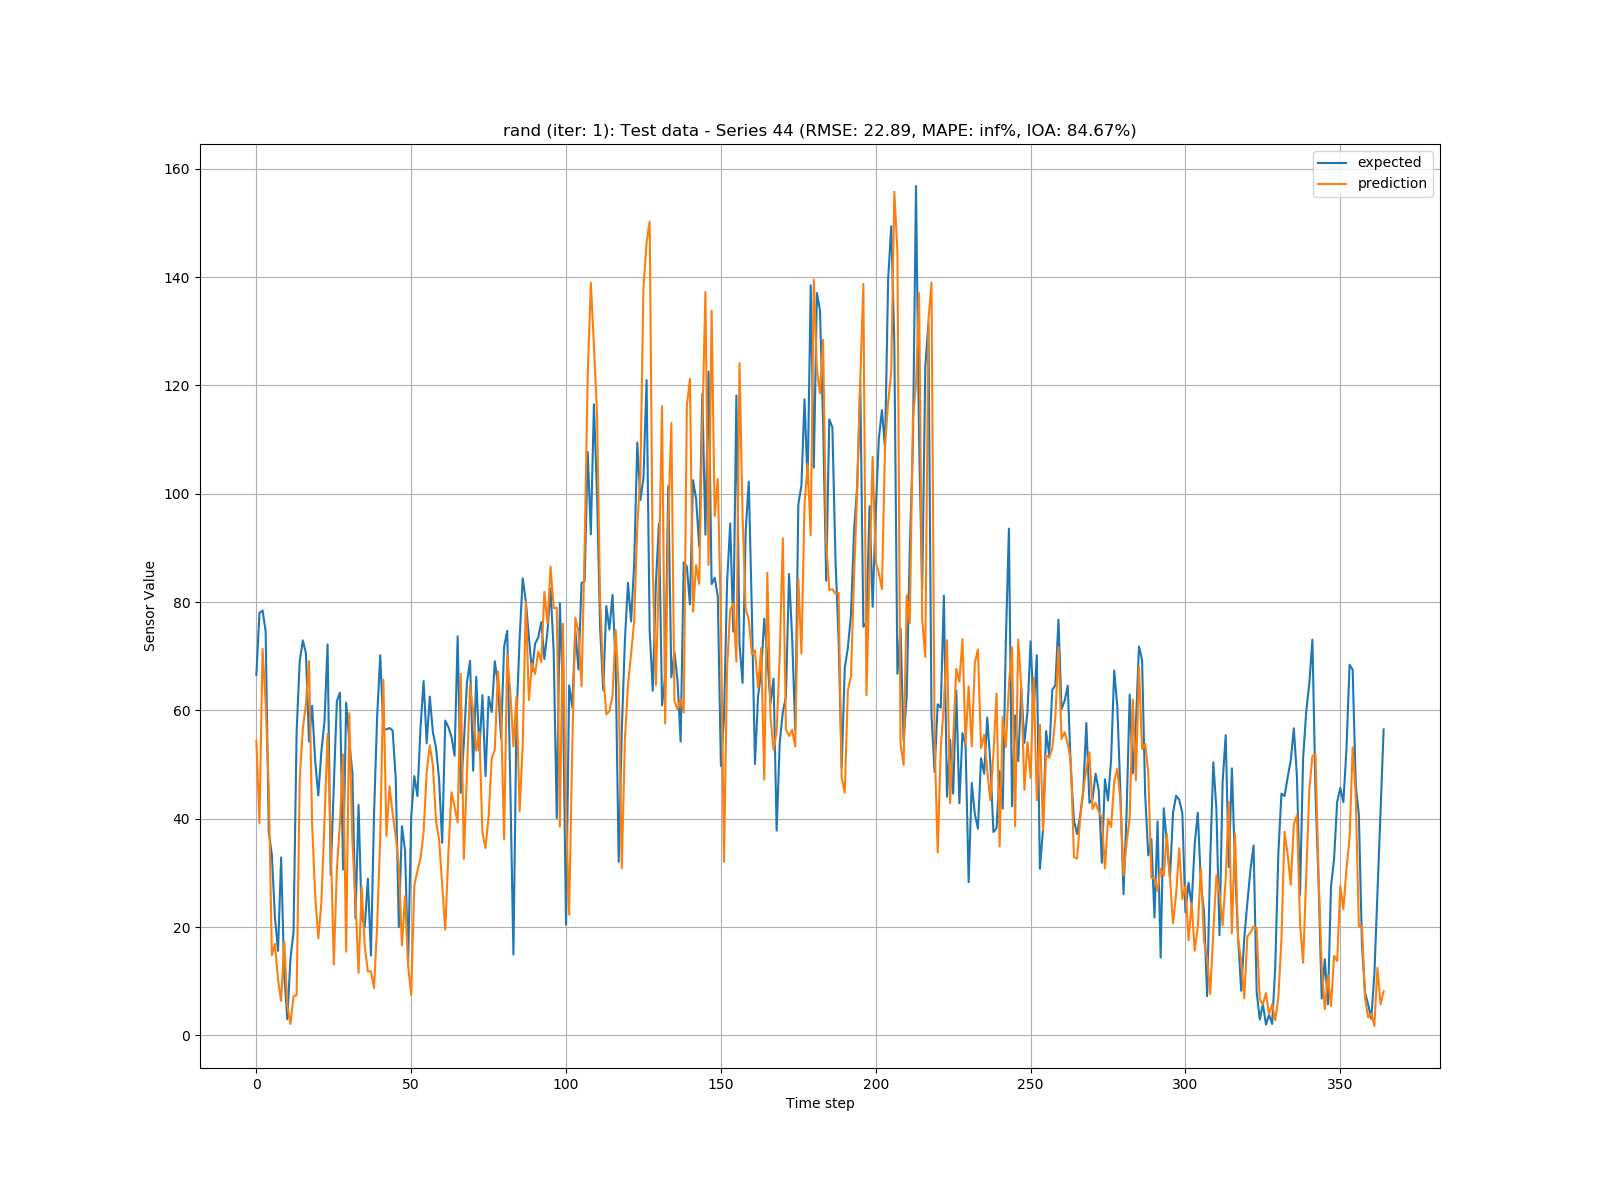 rand (iter: 1): Test data - Series 44 (RMSE: 22.89, MAPE: inf%, IOA: 84.67%)
expected
prediction
160
140
120
100
80
60
40
20
0
Sensor Value
0 50 100 150 200 250 300 350
Time step